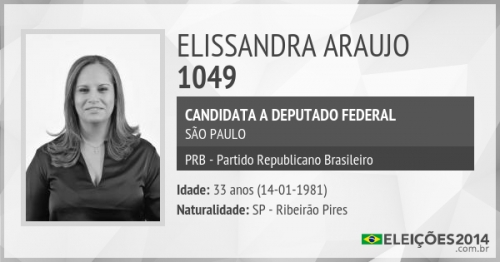 ELISSANDRA ARAUJO
1049
CANDIDATA A DEPUTADO FEDERAL
SÃO PAULO
PRB - Partido Republicano Brasileiro
Idade: 33 anos (14-01-1981)
Naturalidade: SP - Ribeirão Pires
ELEIÇÕES2014
.com.br